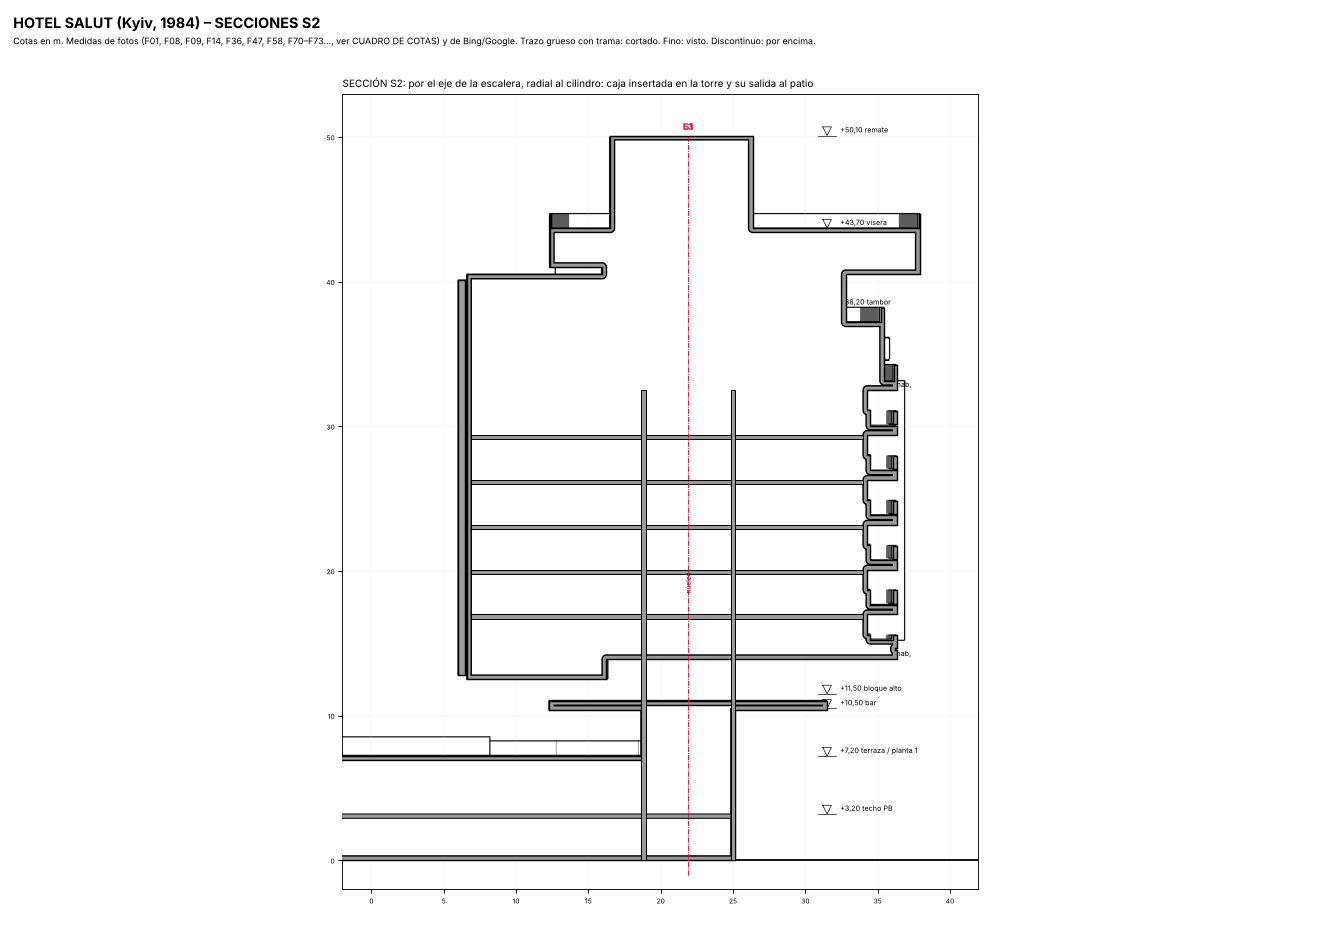 HOTEL SALUT (Kyiv, 1984) – SECCIONES S2
Cotas en m. Medidas de fotos (F01, F08, F09, F14, F36, F47, F58, F70–F73..., ver CUADRO DE COTAS) y de Bing/Google. Trazo grueso con trama: cortado. Fino: visto. Discontinuo: por encima.
SECCIÓN S2: por el eje de la escalera, radial al cilindro: caja insertada en la torre y su salida al patio
50
+50,10 remate
+43,70 visera
40
38,20 tambor
hab,
30
20
núcleo
hab,
+11,50 bloque alto
+10,50 bar
10
+7,20 terraza / planta 1
+3,20 techo PB
0
0 5 10 15 20 25 30 35 40